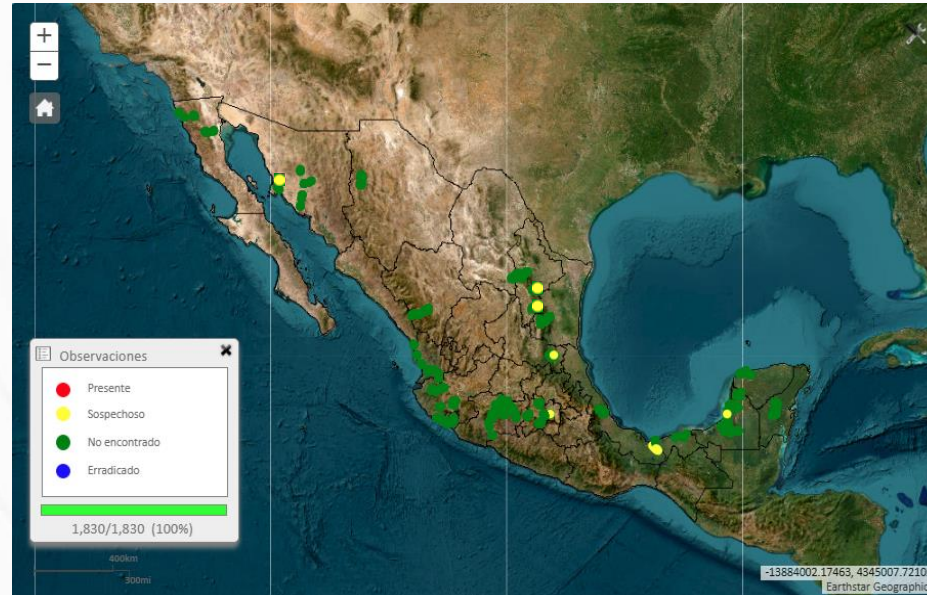 +
−
Observaciones
Presente
Sospechoso
No encontrado
Erradicado
1,830/1,830 (100%)
400km
300mi
-13884002.17463, 4345007.7210
Earthstar Geographic